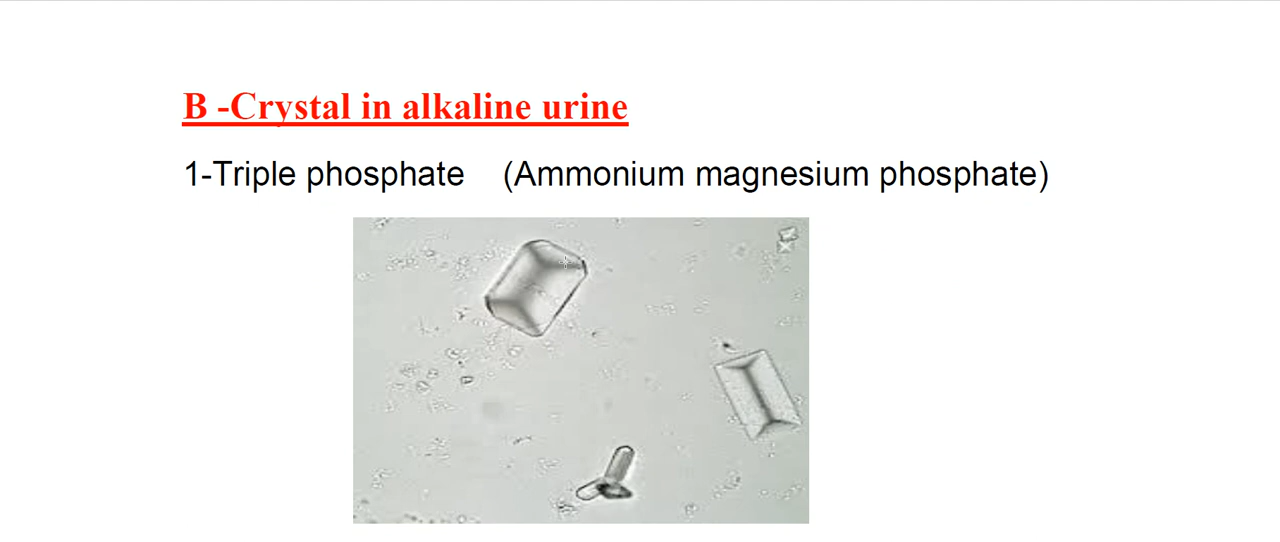 B -Crystal in alkaline urine
1-Triple phosphate (Ammonium magnesium phosphate)